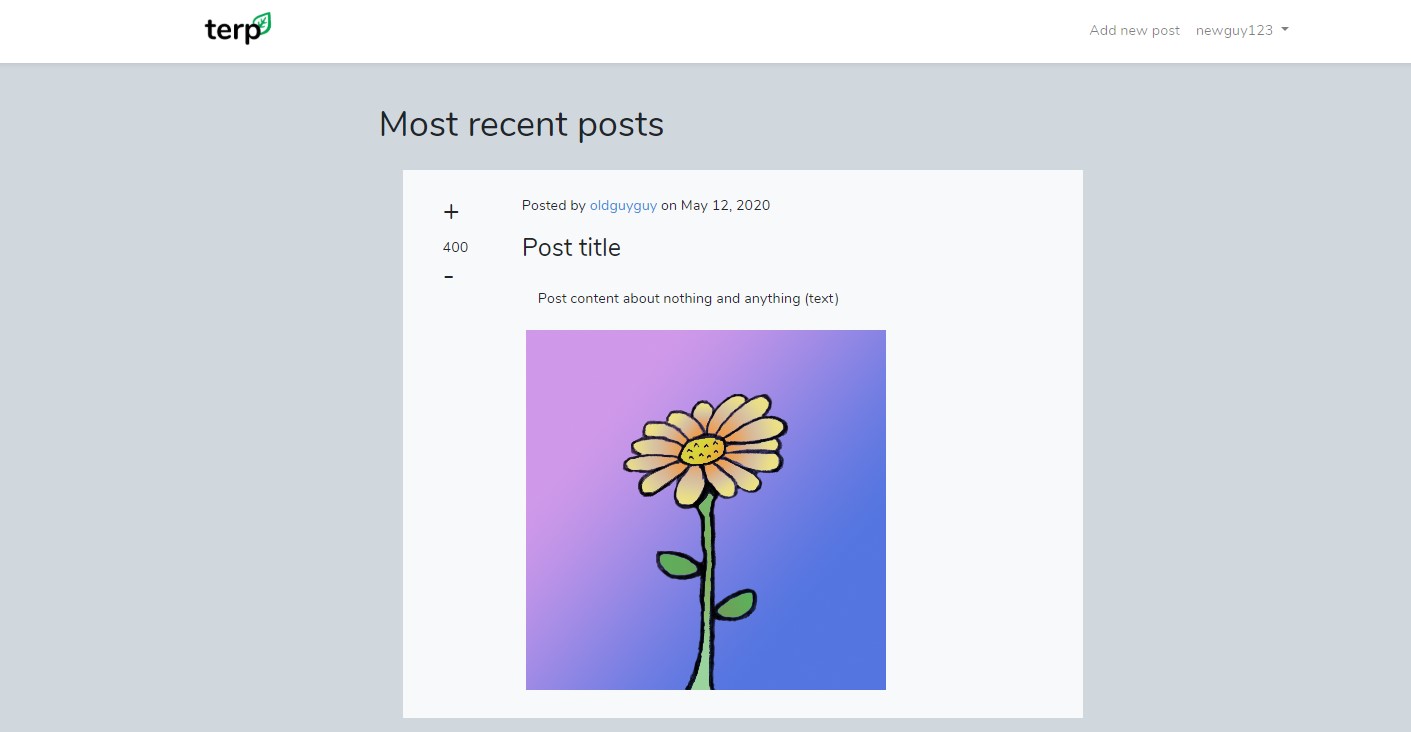 terp
Add new post
newguy123
Most recent posts
+
400
-
Posted by oldguyguy on May 12, 2020
Post title
Post content about nothing and anything (text)